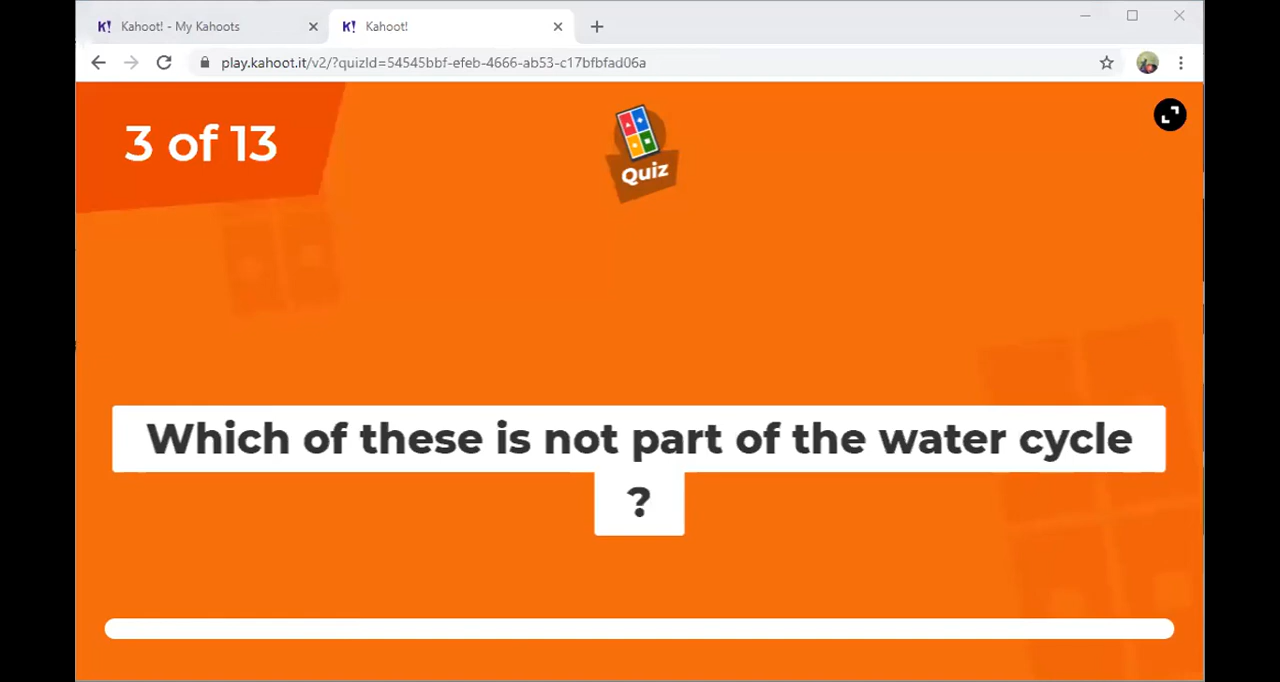 Kahoot! - My Kahoots
Kahoot!
play.kahoot.it/v2/?quizId=54545bbf-efeb-4666-ab53-c17bfbfad06a
3 of 13
Quiz
Which of these is not part of the water cycle
?